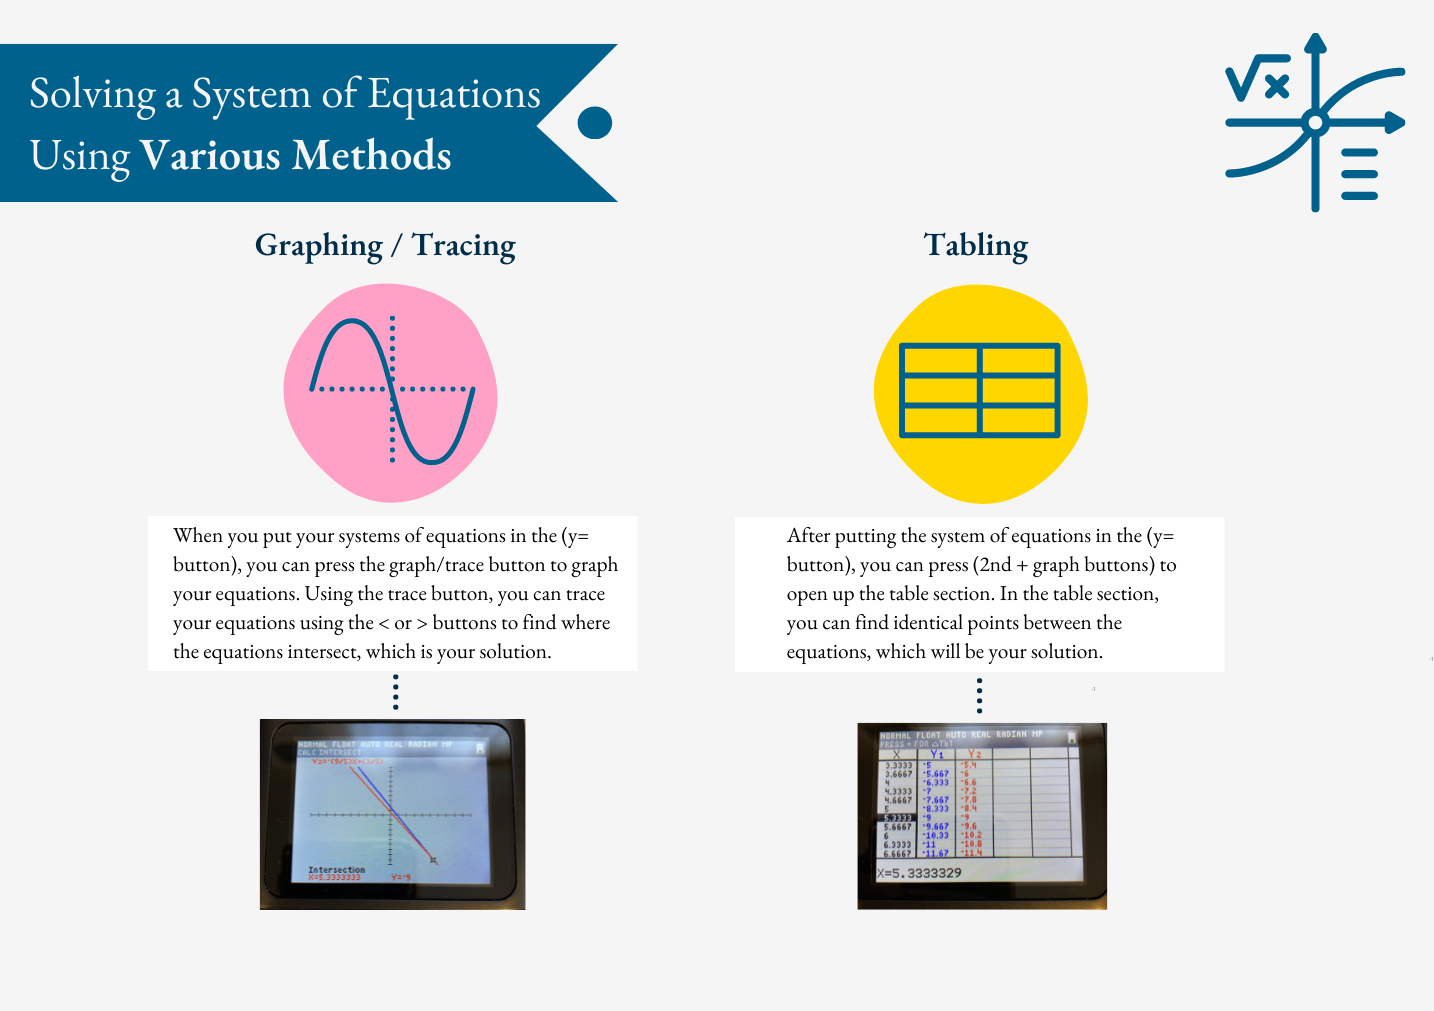 Solving a System of Equations
Using Various Methods
√x
Graphing / Tracing
When you put your systems of equations in the (y=
button), you can press the graph/trace button to graph
your equations. Using the trace button, you can trace
your equations using the < or > buttons to find where
the equations intersect, which is your solution.
NORMAL FLOAT AUTO REAL RADIAN MP
CALC INTERSECT
Y2=-(9/5)X+(3/5)
Intersection
X=5.3333333 Y=-9
Tabling
After putting the system of equations in the (y=
button), you can press (2nd + graph buttons) to
open up the table section. In the table section,
you can find identical points between the
equations, which will be your solution.
-1
-1
NORMAL FLOAT AUTO REAL RADIAN MP
PRESS + FOR △Tbl
X Y1 Y2
3.3333 -5 -5.4
3.6667 -5.667 -6
4 -6.333 -6.6
4.3333 -7 -7.2
4.6667 -7.667 -7.8
5 -8.333 -8.4
5.3333 -9 -9
5.6667 -9.667 -9.6
6 -10.33 -10.2
6.3333 -11 -10.8
6.6667 -11.67 -11.4
X=5.3333329